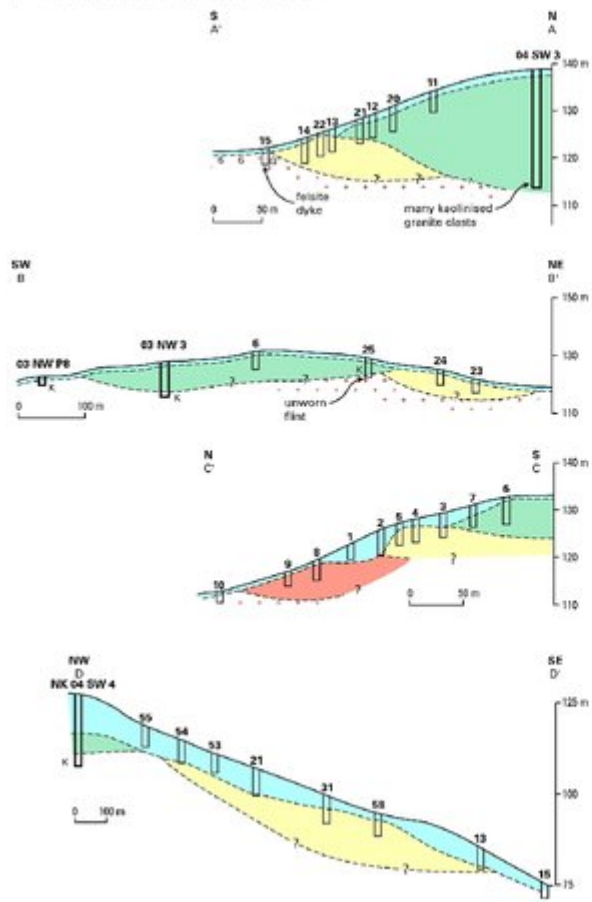 S N
A' A
04 SW 3
140 m
11
130
20
21 12
22 13
14
15
120
felsite
dyke
many kaolinised
granite clasts
110
0 50 m
SW NE
B B'
150 m
03 NW P8 03 NW 3 6 25 24 23
130
K K K
unworn
flint
110
0 100 m
N S
C' C
140 m
6
7
3
4
5
2
1
130
8
9
10
120
110
0 50 m
NW SE
D D'
NK 04 SW 4
125 m
55
54
53
21
31
58
13
15
K
100
0 100 m
75
? ? ? ? ? ? ? ? ?